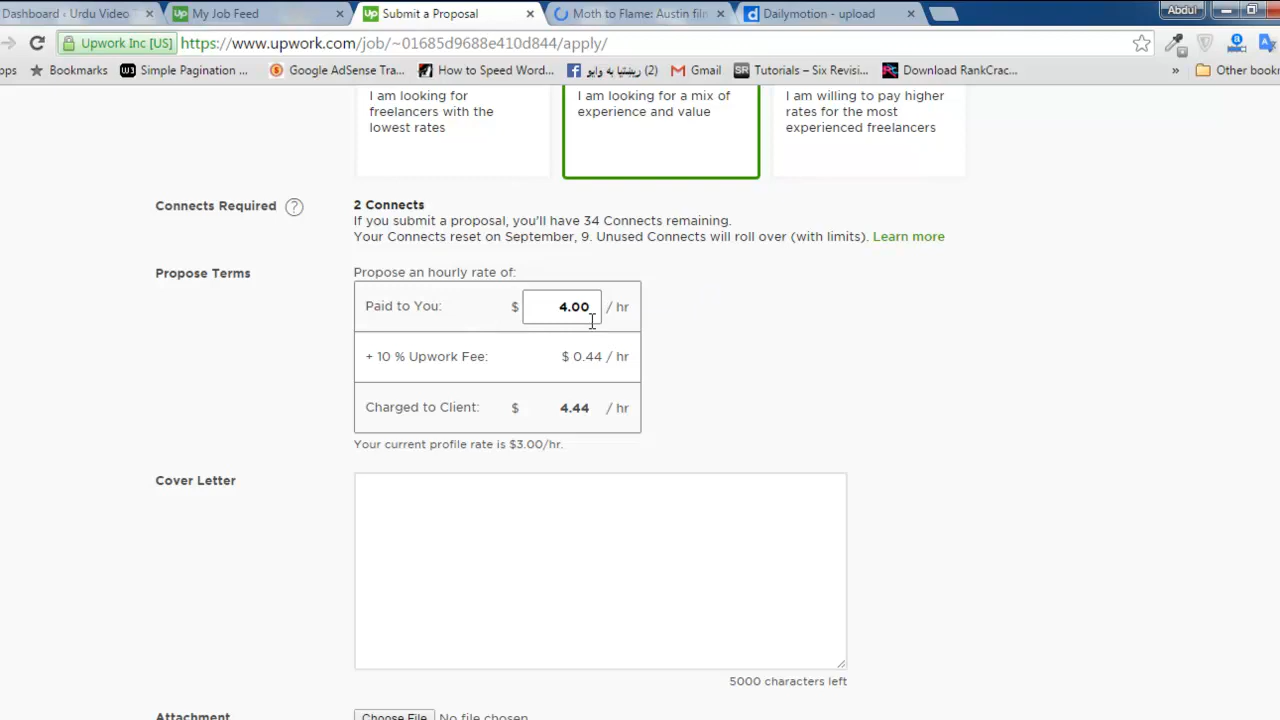 Dashboard ‹ Urdu Video
My Job Feed
Submit a Proposal
Moth to Flame: Austin film
Dailymotion - upload
Abdul
Upwork Inc [US]
https://www.upwork.com/job/~01685d9688e410d844/apply/
Bookmarks
Simple Pagination ...
Google AdSense Tra...
How to Speed Word...
(2) ریښتیا به وایو
Gmail
Tutorials – Six Revisi...
Download RankCrac...
»
I am looking for
freelancers with the
lowest rates
I am looking for a mix of
experience and value
I am willing to pay higher
rates for the most
experienced freelancers
Connects Required ?
2 Connects
If you submit a proposal, you'll have 34 Connects remaining.
Your Connects reset on September, 9. Unused Connects will roll over (with limits). Learn more
Propose Terms
Propose an hourly rate of:
Paid to You: $ 4.00 / hr
+ 10 % Upwork Fee: $ 0.44 / hr
Charged to Client: $ 4.44 / hr
Your current profile rate is $3.00/hr.
Cover Letter
5000 characters left
Attachment
Choose File No file chosen